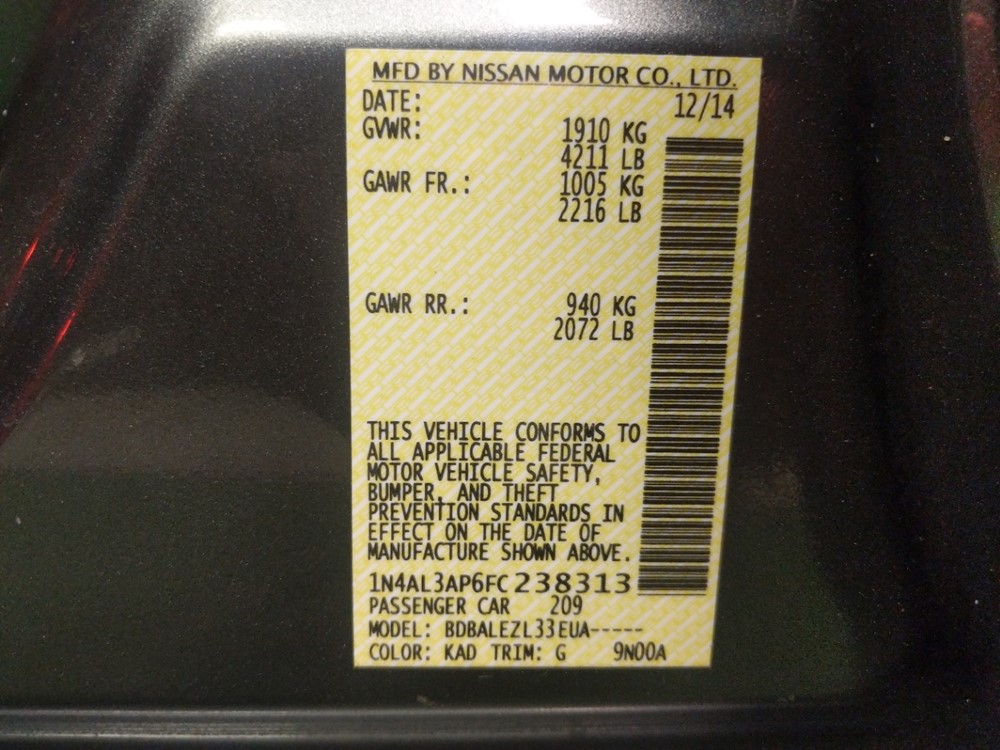 MFD BY NISSAN MOTOR CO., LTD.
DATE: 12/14
GVWR: 1910 KG
4211 LB
GAWR FR.: 1005 KG
2216 LB
GAWR RR.: 940 KG
2072 LB
THIS VEHICLE CONFORMS TO
ALL APPLICABLE FEDERAL
MOTOR VEHICLE SAFETY,
BUMPER, AND THEFT
PREVENTION STANDARDS IN
EFFECT ON THE DATE OF
MANUFACTURE SHOWN ABOVE.
1N4AL3AP6FC238313
PASSENGER CAR 209
MODEL: BDBALEZL33EUA-----
COLOR: KAD TRIM: G 9N00A